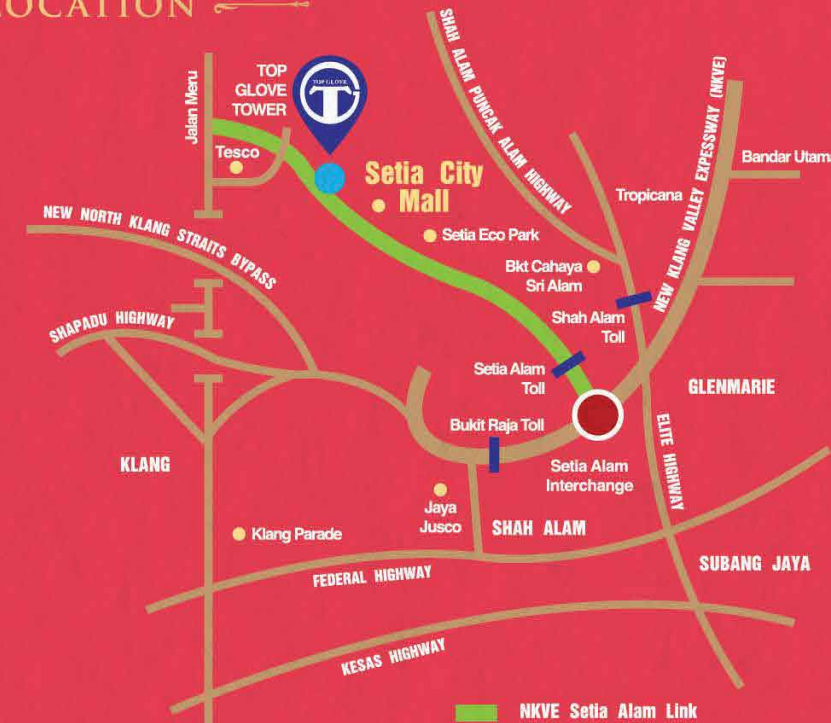 LOCATION
TOP
GLOVE
TOWER
TOP GLOVE
Jalan Meru
Tesco
Setia City
Mall
Setia Eco Park
SHAH ALAM PUNCAK ALAM HIGHWAY
Tropicana
NEW KLANG VALLEY EXPESSWAY (NKVE)
Bandar Utama
NEW NORTH KLANG STRAITS BYPASS
Bkt Cahaya
Sri Alam
SHAPADU HIGHWAY
Shah Alam
Toll
Setia Alam
Toll
GLENMARIE
Bukit Raja Toll
ELITE HIGHWAY
KLANG
Setia Alam
Interchange
Jaya
Jusco
SHAH ALAM
Klang Parade
SUBANG JAYA
FEDERAL HIGHWAY
KESAS HIGHWAY
NKVE Setia Alam Link